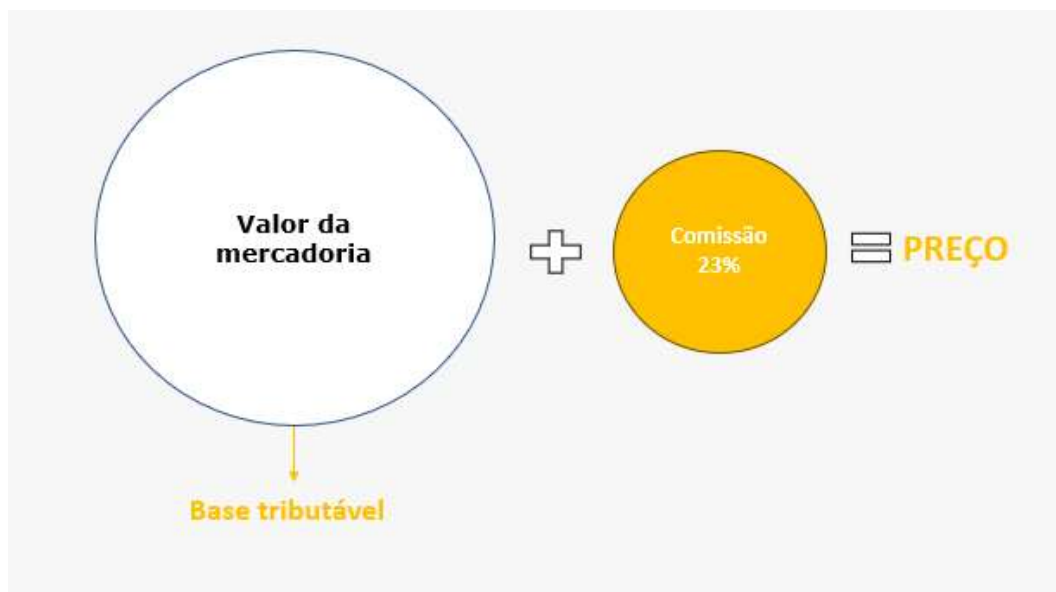 Valor da
mercadoria
Comissão
23%
PREÇO
Base tributável